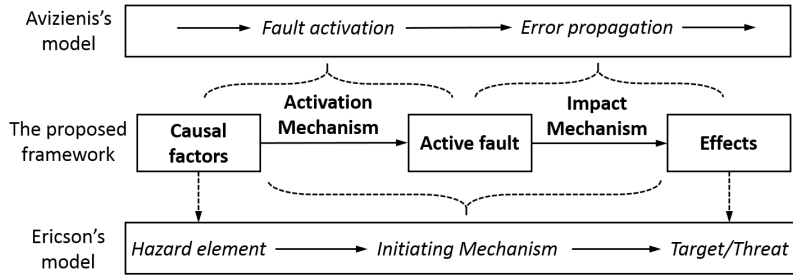 Avizienis's
model
Fault activation
Error propagation
The proposed
framework
Causal
factors
Activation
Mechanism
Active fault
Impact
Mechanism
Effects
Ericson's
model
Hazard element
Initiating Mechanism
Target/Threat